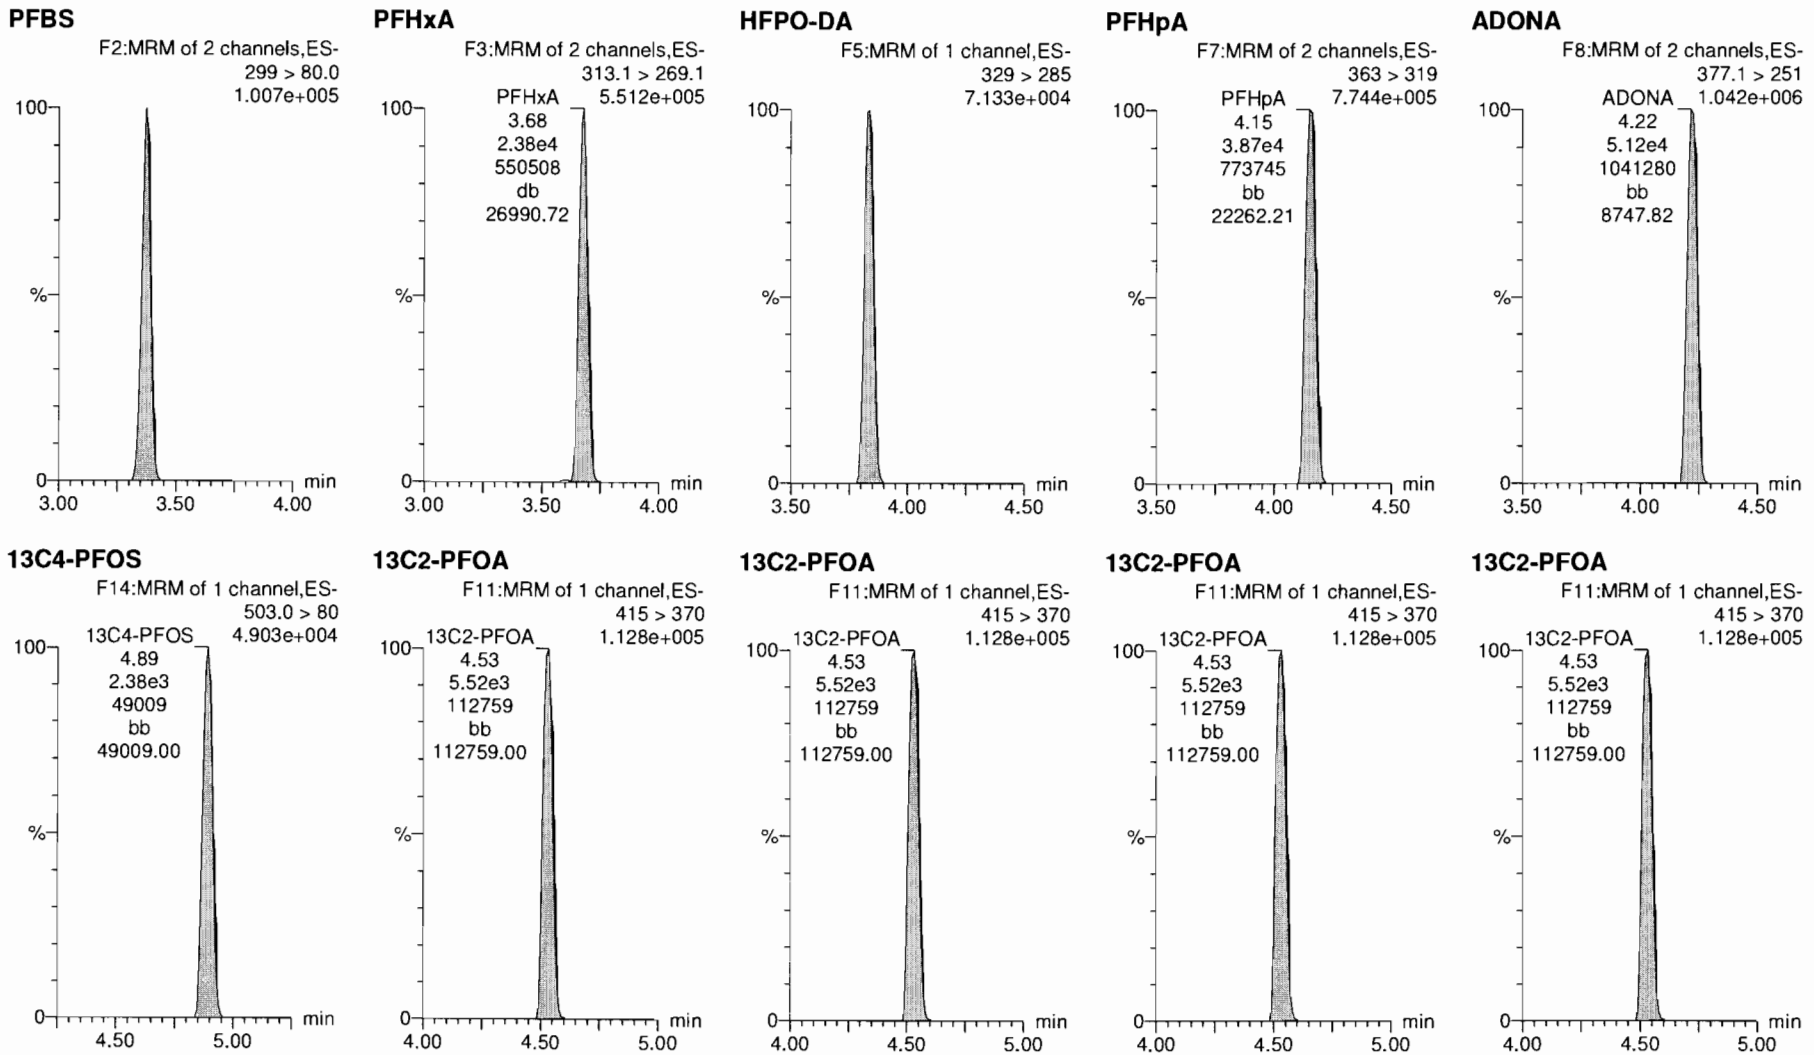 PFBS
F2:MRM of 2 channels,ES-
299 > 80.0
1.007e+005
100
%
0
min
3.00 3.50 4.00
PFHxA
F3:MRM of 2 channels,ES-
313.1 > 269.1
5.512e+005
PFHxA
3.68
2.38e4
550508
db
26990.72
100
%
0
min
3.00 3.50 4.00
HFPO-DA
F5:MRM of 1 channel,ES-
329 > 285
7.133e+004
100
%
0
min
3.50 4.00 4.50
PFHpA
F7:MRM of 2 channels,ES-
363 > 319
7.744e+005
PFHpA
4.15
3.87e4
773745
bb
22262.21
100
%
0
min
3.50 4.00 4.50
ADONA
F8:MRM of 2 channels,ES-
377.1 > 251
1.042e+006
ADONA
4.22
5.12e4
1041280
bb
8747.82
100
%
0
min
3.50 4.00 4.50
13C4-PFOS
F14:MRM of 1 channel,ES-
503.0 > 80
4.903e+004
13C4-PFOS
4.89
2.38e3
49009
bb
49009.00
100
%
0
min
4.50 5.00
13C2-PFOA
F11:MRM of 1 channel,ES-
415 > 370
1.128e+005
13C2-PFOA
4.53
5.52e3
112759
bb
112759.00
100
%
0
min
4.00 4.50 5.00
13C2-PFOA
F11:MRM of 1 channel,ES-
415 > 370
1.128e+005
13C2-PFOA
4.53
5.52e3
112759
bb
112759.00
100
%
0
min
4.00 4.50 5.00
13C2-PFOA
F11:MRM of 1 channel,ES-
415 > 370
1.128e+005
13C2-PFOA
4.53
5.52e3
112759
bb
112759.00
100
%
0
min
4.00 4.50 5.00
13C2-PFOA
F11:MRM of 1 channel,ES-
415 > 370
1.128e+005
13C2-PFOA
4.53
5.52e3
112759
bb
112759.00
100
%
0
min
4.00 4.50 5.00